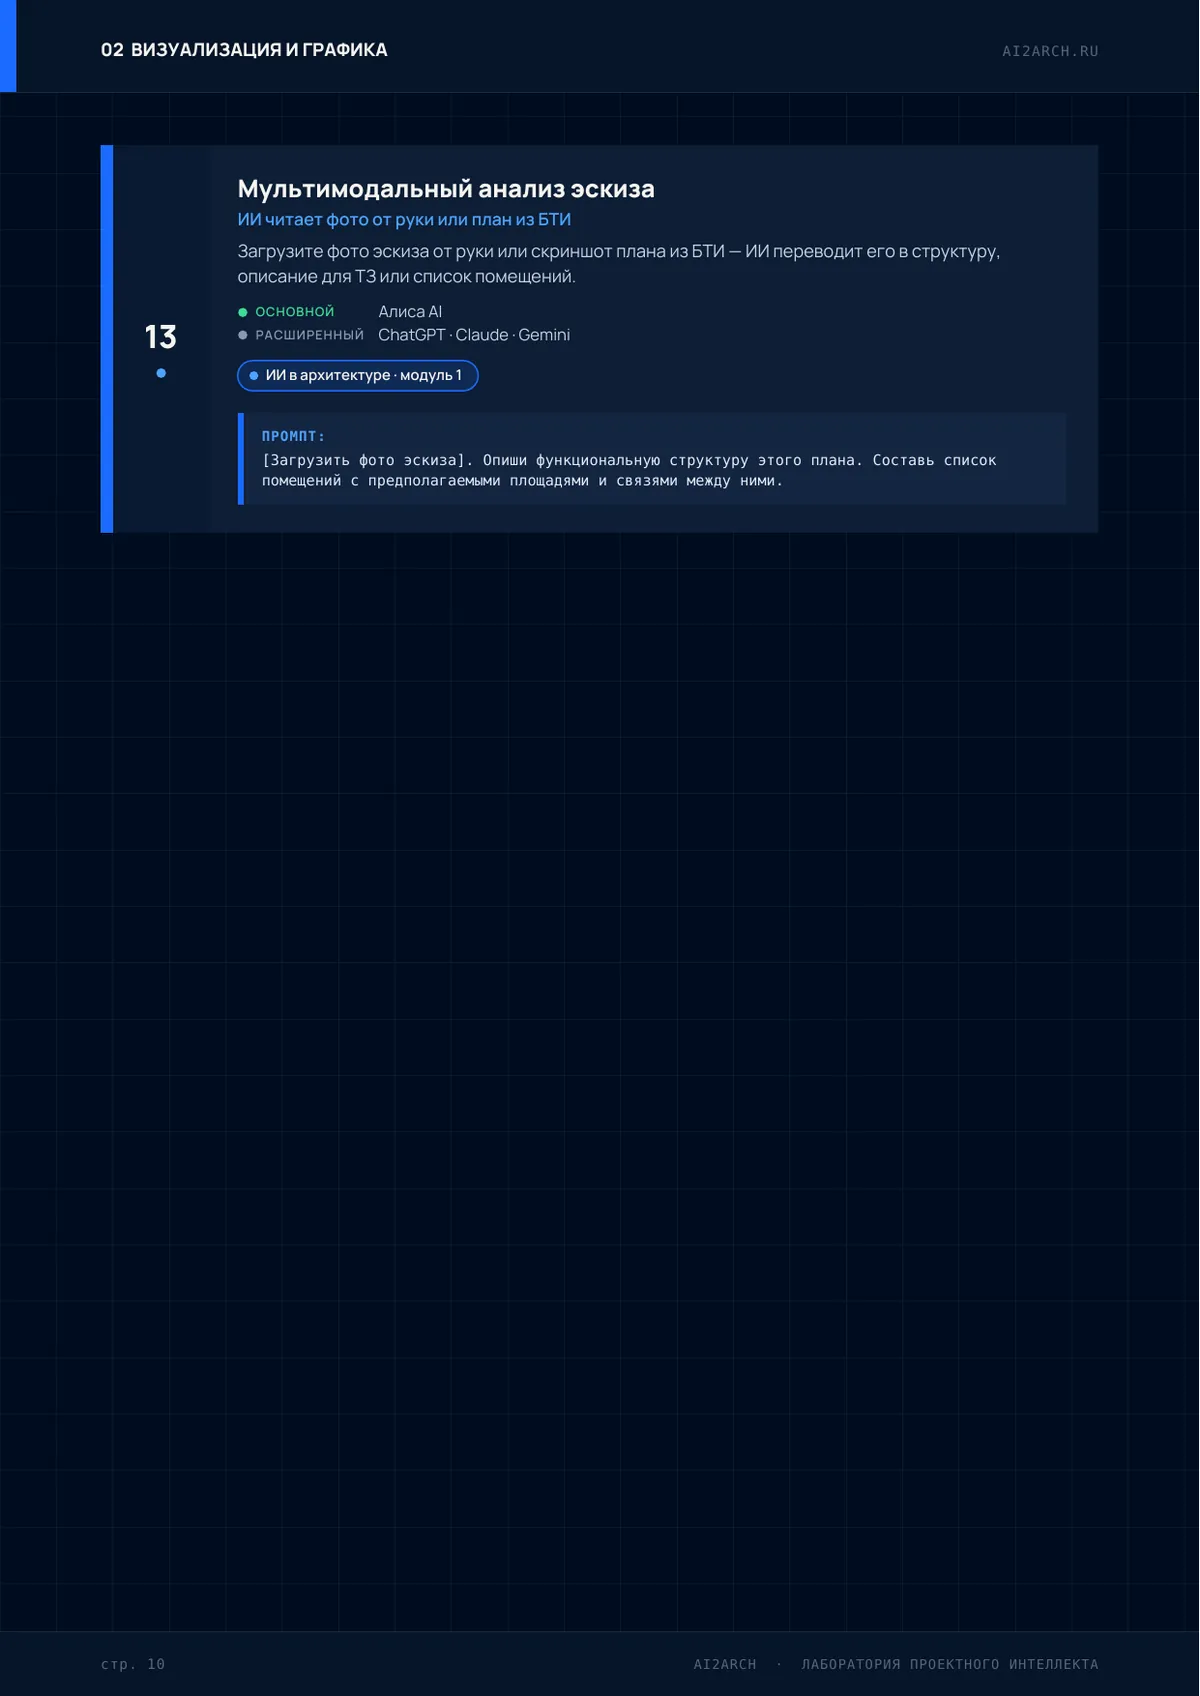 02 ВИЗУАЛИЗАЦИЯ И ГРАФИКА
AI2ARCH.RU
13
Мультимодальный анализ эскиза
ИИ читает фото от руки или план из БТИ
Загрузите фото эскиза от руки или скриншот плана из БТИ — ИИ переводит его в структуру,
описание для ТЗ или список помещений.
ОСНОВНОЙ Алиса AI
РАСШИРЕННЫЙ ChatGPT · Claude · Gemini
ИИ в архитектуре · модуль 1
ПРОМПТ:
[Загрузить фото эскиза]. Опиши функциональную структуру этого плана. Составь список
помещений с предполагаемыми площадями и связями между ними.
стр. 10
AI2ARCH · ЛАБОРАТОРИЯ ПРОЕКТНОГО ИНТЕЛЛЕКТА